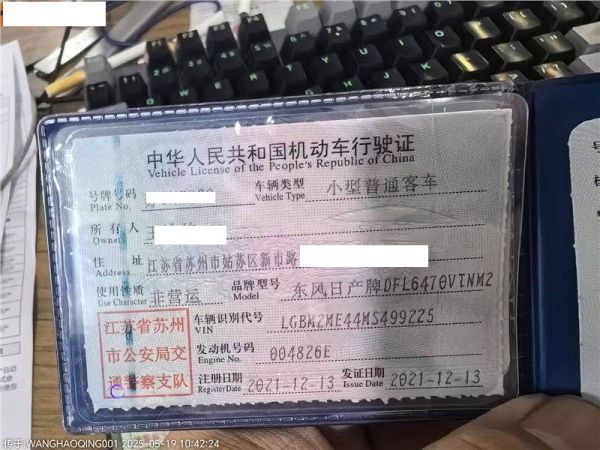 中华人民共和国机动车行驶证
Vehicle License of the People's Republic of China
号牌号码
Plate No.
车辆类型 小型普通客车
Vehicle Type
所有人 王
Owner
住址 江苏省苏州市姑苏区新市路
Address
使用性质 非营运
Use Character
品牌型号 东风日产牌DFL6470VTNM2
Model
江苏省苏州
市公安局交
通警察支队
车辆识别代号 LGBM2ME44MS499225
VIN
发动机号码 004826E
Engine No.
注册日期 2021-12-13
Register Date
发证日期 2021-12-13
Issue Date
传于 WANGHAOQING001 2025-05-19 10:42:24